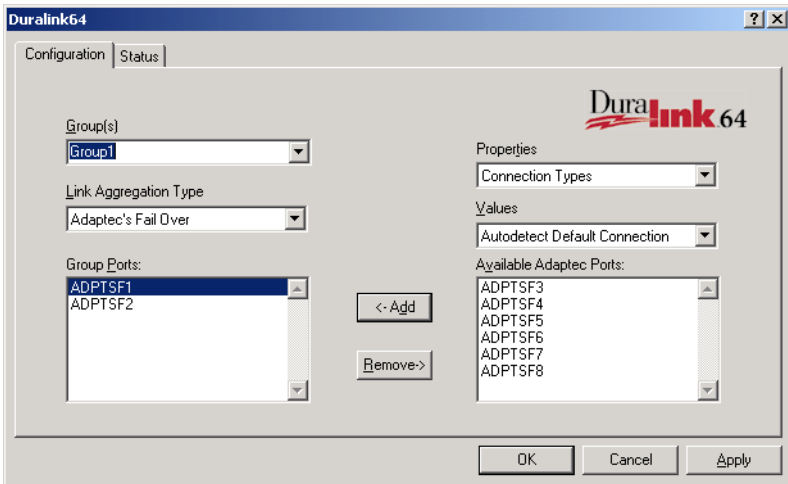 Duralink64
Configuration
Status
Duralink64
Group(s)
Group1
Link Aggregation Type
Adaptec's Fail Over
Group Ports:
ADPTSF1
ADPTSF2
<- Add
Remove->
Properties
Connection Types
Values
Autodetect Default Connection
Available Adaptec Ports:
ADPTSF3
ADPTSF4
ADPTSF5
ADPTSF6
ADPTSF7
ADPTSF8
OK
Cancel
Apply